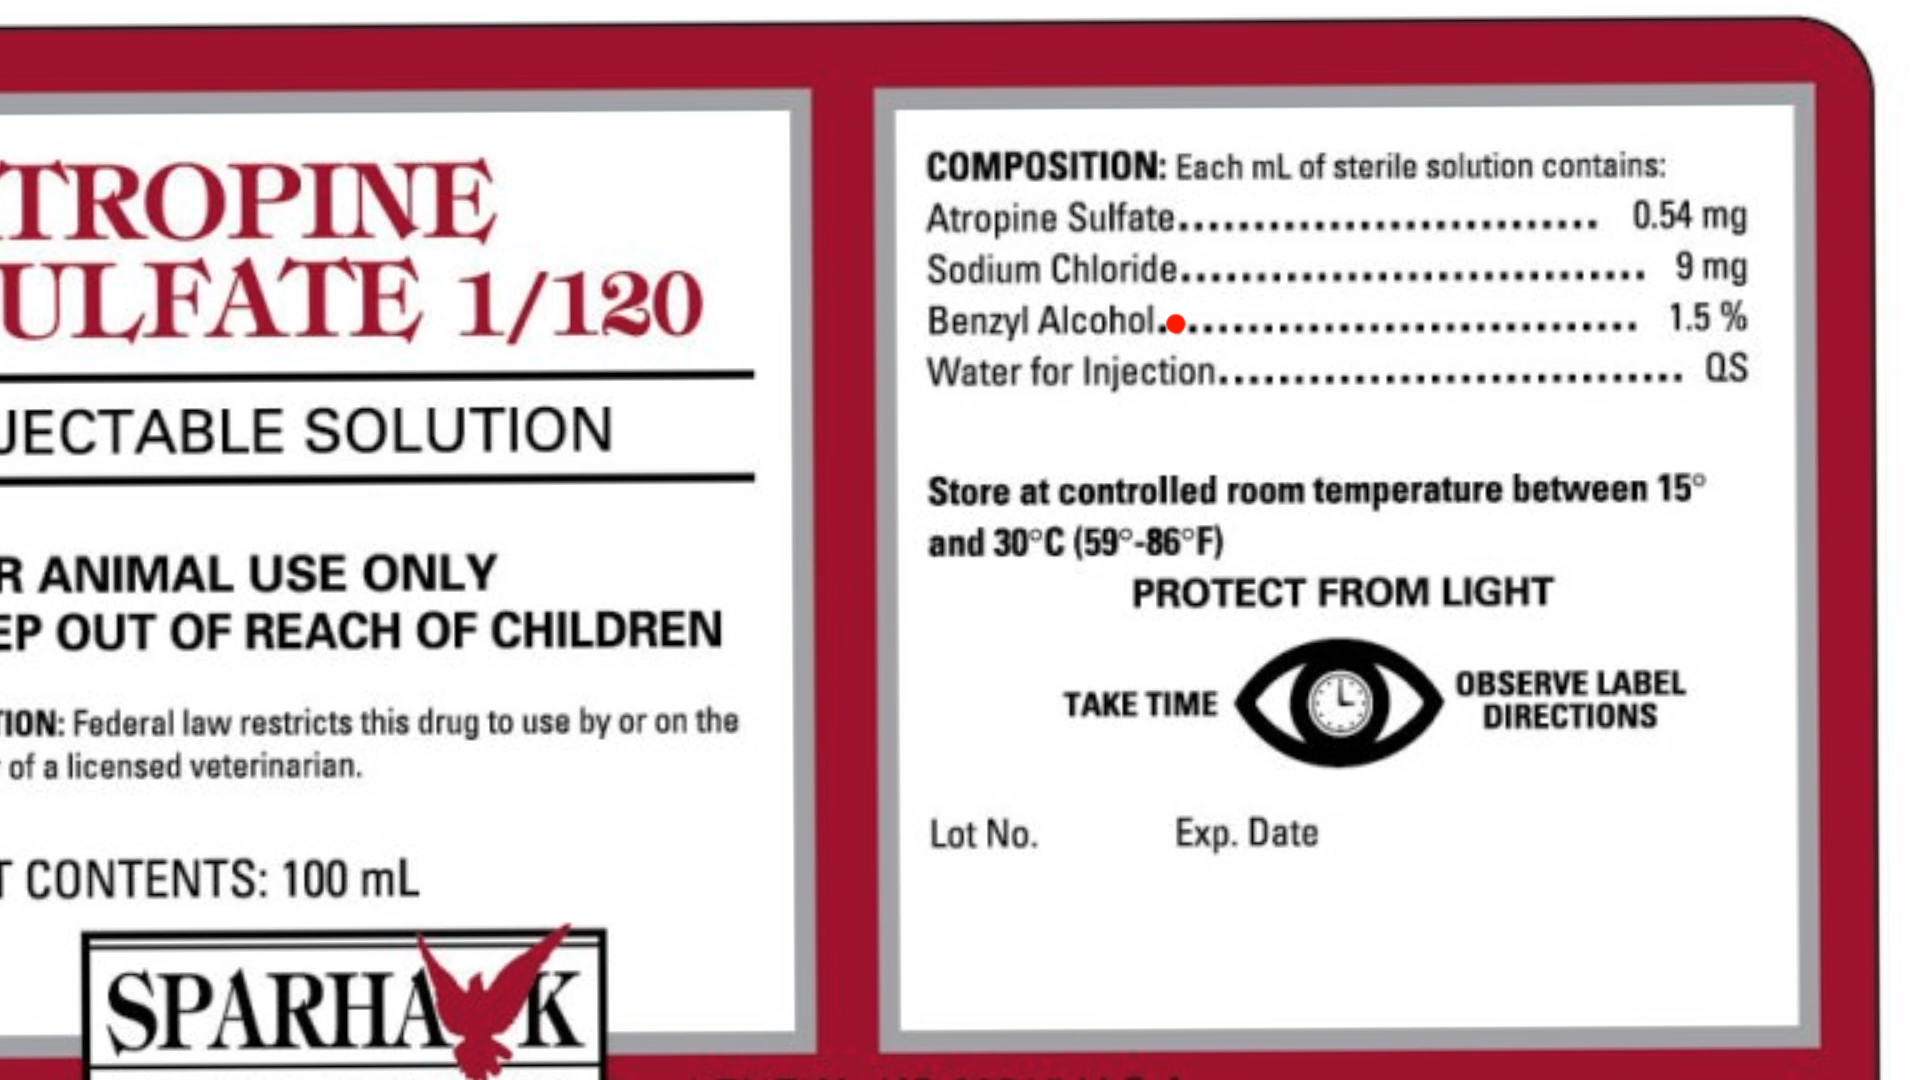 TROPINE
ULFATE 1/120
JECTABLE SOLUTION
R ANIMAL USE ONLY
EP OUT OF REACH OF CHILDREN
TION: Federal law restricts this drug to use by or on the
of a licensed veterinarian.
T CONTENTS: 100 mL
SPARHAWK
COMPOSITION: Each mL of sterile solution contains:
Atropine Sulfate............................ 0.54 mg
Sodium Chloride............................... 9 mg
Benzyl Alcohol................................ 1.5 %
Water for Injection............................... QS
Store at controlled room temperature between 15°
and 30°C (59°-86°F)
PROTECT FROM LIGHT
TAKE TIME
OBSERVE LABEL
DIRECTIONS
Lot No. Exp. Date